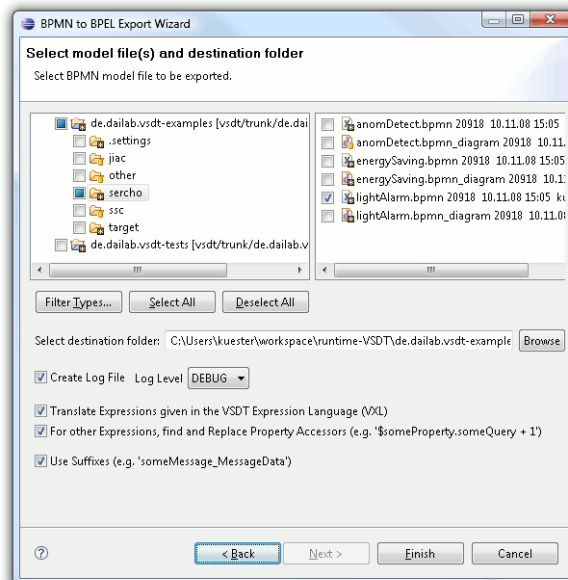 BPMN to BPEL Export Wizard
Select model file(s) and destination folder
Select BPMN model file to be exported.
de.dailab.vsdt-examples [vsdt/trunk/de.dai
.settings
jiac
other
sercho
ssc
target
de.dailab.vsdt-tests [vsdt/trunk/de.dailab.v
anomDetect.bpmn 20918 10.11.08 15:05
anomDetect.bpmn_diagram 20918 10.11.
energySaving.bpmn 20918 10.11.08 15:05
energySaving.bpmn_diagram 20918 10.1
lightAlarm.bpmn 20918 10.11.08 15:05 ku
lightAlarm.bpmn_diagram 20918 10.11.0
Filter Types... Select All Deselect All
Select destination folder: C:\Users\kuester\workspace\runtime-VSDT\de.dailab.vsdt-example Browse
Create Log File Log Level DEBUG
Translate Expressions given in the VSDT Expression Language (VXL)
For other Expressions, find and Replace Property Accessors (e.g. '$someProperty.someQuery + 1')
Use Suffixes (e.g. 'someMessage_MessageData')
? < Back Next > Finish Cancel